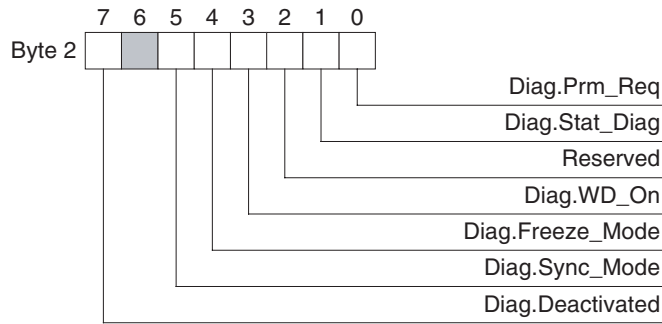 7 6 5 4 3 2 1 0
Byte 2
Diag.Prm_Req
Diag.Stat_Diag
Reserved
Diag.WD_On
Diag.Freeze_Mode
Diag.Sync_Mode
Diag.Deactivated